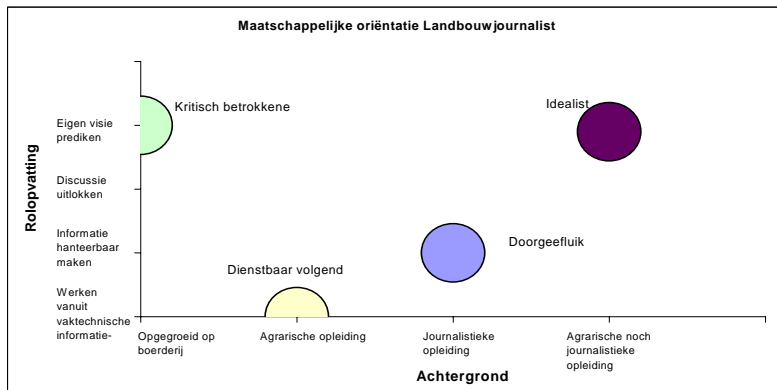 Maatschappelijke oriëntatie Landbouwjournalist
Kritisch betrokkene
Idealist
Doorgeefluik
Dienstbaar volgend
Rolopvatting
Eigen visie
prediken
Discussie
uitlokken
Informatie
hanteerbaar
maken
Werken
vanuit
vaktechnische
informatie-
Opgegroeid op
boerderij
Agrarische opleiding
Journalistieke
opleiding
Agrarische noch
journalistieke
opleiding
Achtergrond